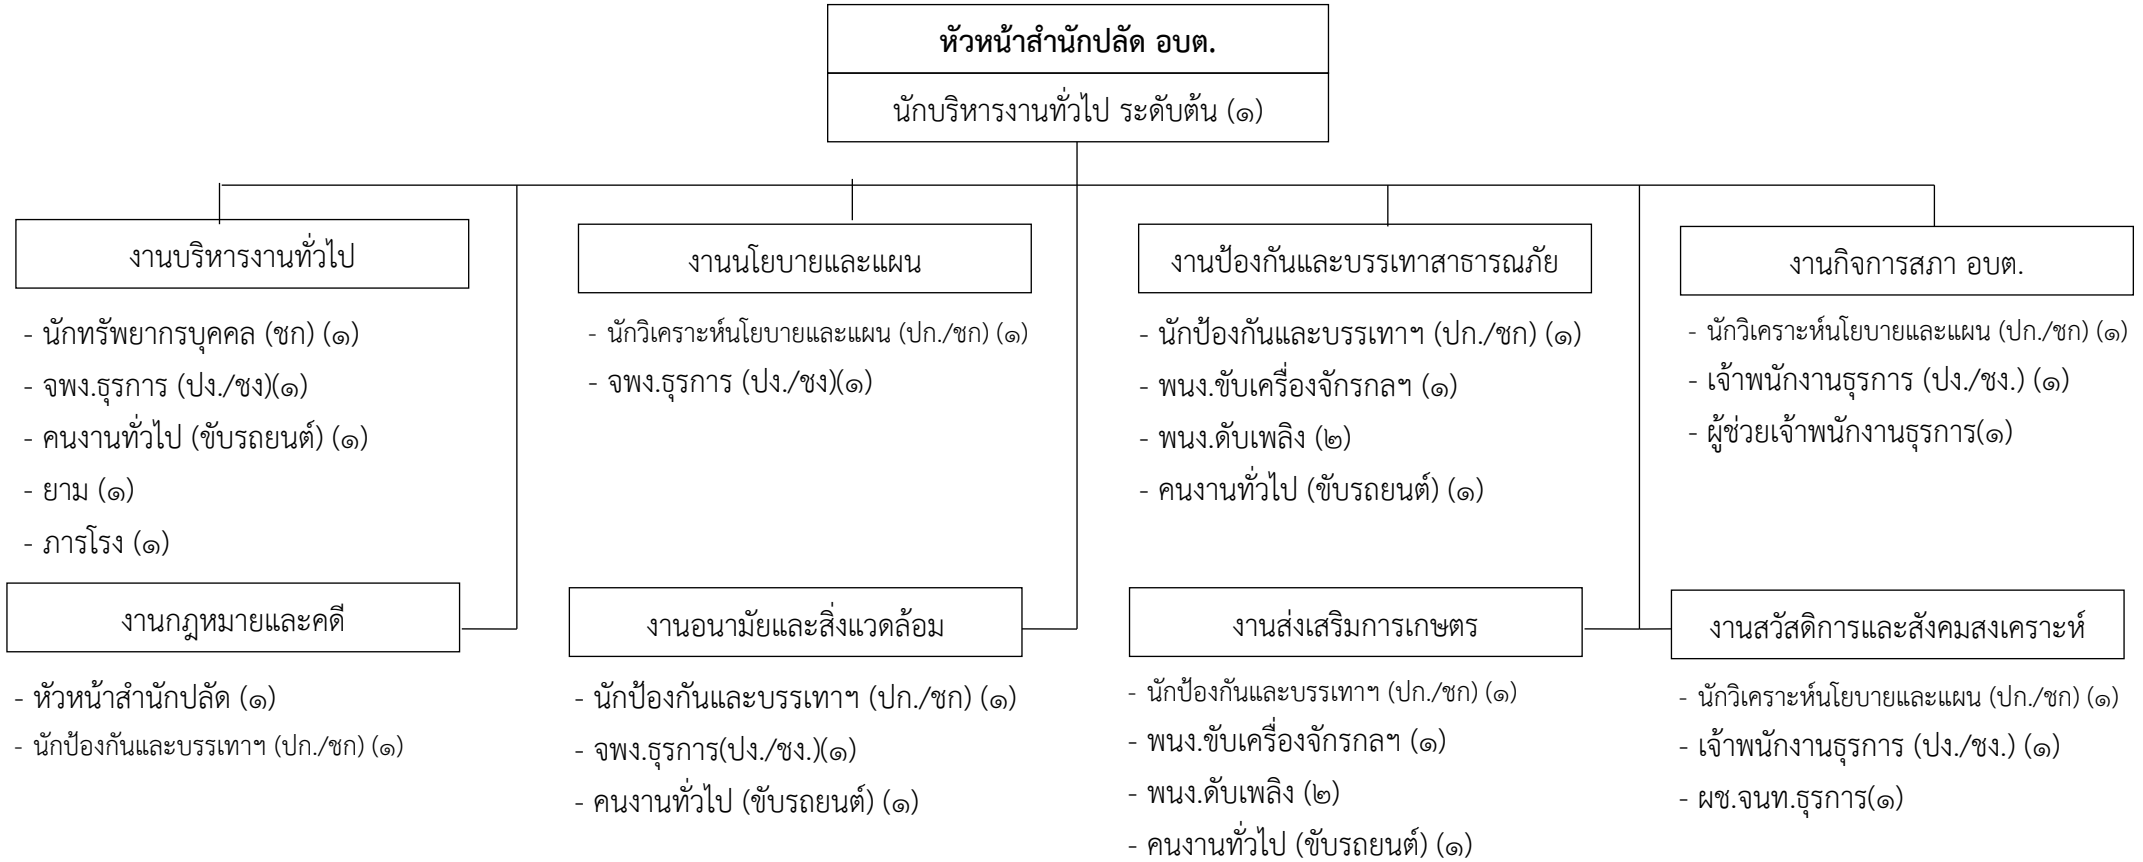 หัวหน้าสำนักปลัด อบต.
นักบริหารงานทั่วไป ระดับต้น (๑)
งานบริหารงานทั่วไป
- นักทรัพยากรบุคคล (ชก) (๑)
- จพง.ธุรการ (ปง./ชง)(๑)
- คนงานทั่วไป (ขับรถยนต์) (๑)
- ยาม (๑)
- ภารโรง (๑)
งานนโยบายและแผน
- นักวิเคราะห์นโยบายและแผน (ปก./ชก) (๑)
- จพง.ธุรการ (ปง./ชง)(๑)
งานป้องกันและบรรเทาสาธารณภัย
- นักป้องกันและบรรเทาฯ (ปก./ชก) (๑)
- พนง.ขับเครื่องจักรกลฯ (๑)
- พนง.ดับเพลิง (๒)
- คนงานทั่วไป (ขับรถยนต์) (๑)
งานกิจการสภา อบต.
- นักวิเคราะห์นโยบายและแผน (ปก./ชก) (๑)
- เจ้าพนักงานธุรการ (ปง./ชง.) (๑)
- ผู้ช่วยเจ้าพนักงานธุรการ(๑)
งานกฎหมายและคดี
- หัวหน้าสำนักปลัด (๑)
- นักป้องกันและบรรเทาฯ (ปก./ชก) (๑)
งานอนามัยและสิ่งแวดล้อม
- นักป้องกันและบรรเทาฯ (ปก./ชก) (๑)
- จพง.ธุรการ(ปง./ชง.)(๑)
- คนงานทั่วไป (ขับรถยนต์) (๑)
งานส่งเสริมการเกษตร
- นักป้องกันและบรรเทาฯ (ปก./ชก) (๑)
- พนง.ขับเครื่องจักรกลฯ (๑)
- พนง.ดับเพลิง (๒)
- คนงานทั่วไป (ขับรถยนต์) (๑)
งานสวัสดิการและสังคมสงเคราะห์
- นักวิเคราะห์นโยบายและแผน (ปก./ชก) (๑)
- เจ้าพนักงานธุรการ (ปง./ชง.) (๑)
- ผช.จนท.ธุรการ(๑)